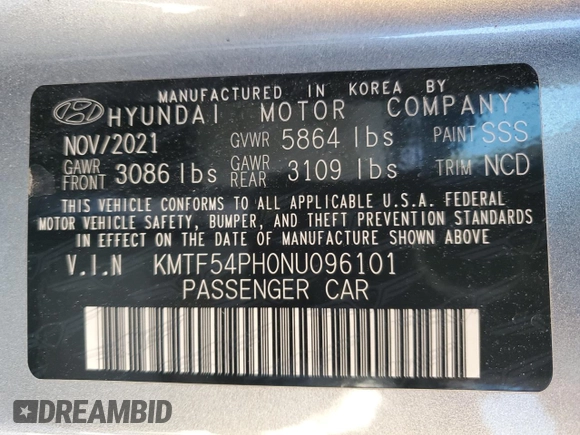 MANUFACTURED IN KOREA BY
HYUNDAI MOTOR COMPANY
NOV/2021 GVWR 5864 lbs PAINT SSS
GAWR FRONT 3086 lbs GAWR REAR 3109 lbs TRIM NCD
THIS VEHICLE CONFORMS TO ALL APPLICABLE U.S.A. FEDERAL
MOTOR VEHICLE SAFETY, BUMPER, AND THEFT PREVENTION STANDARDS
IN EFFECT ON THE DATE OF MANUFACTURE SHOWN ABOVE.
V.I.N KMTF54PH0NU096101
PASSENGER CAR
DREAMBID